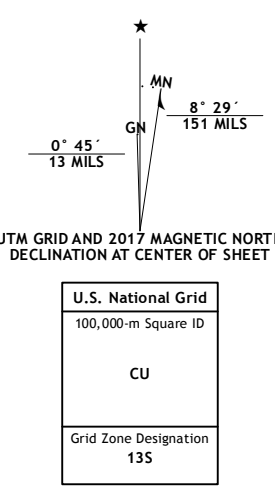 ★
MN
GN
8° 29´
151 MILS
0° 45´
13 MILS
UTM GRID AND 2017 MAGNETIC NORTH
DECLINATION AT CENTER OF SHEET
U.S. National Grid
100,000-m Square ID
CU
Grid Zone Designation
13S